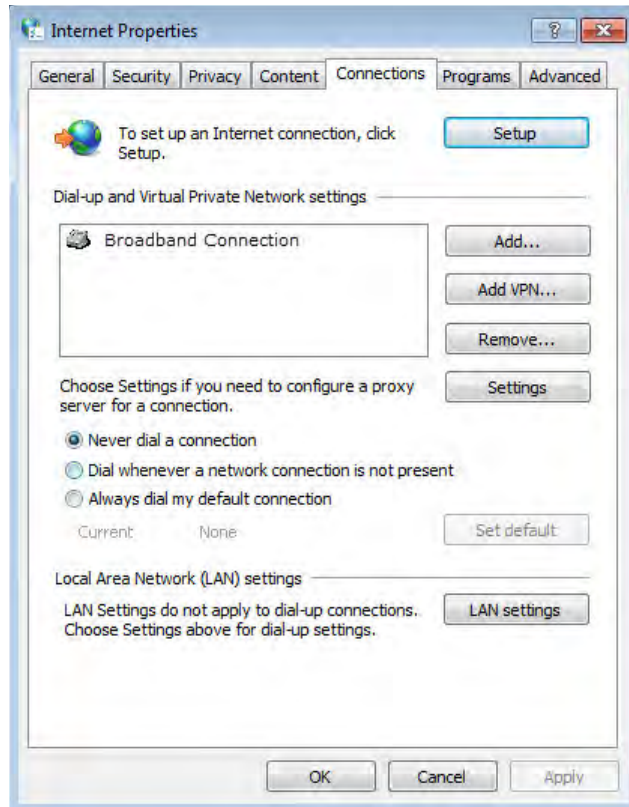 Internet Properties
General Security Privacy Content Connections Programs Advanced
To set up an Internet connection, click
Setup.
Setup
Dial-up and Virtual Private Network settings
Broadband Connection
Add...
Add VPN...
Remove...
Choose Settings if you need to configure a proxy
server for a connection.
Settings
Never dial a connection
Dial whenever a network connection is not present
Always dial my default connection
Current None
Set default
Local Area Network (LAN) settings
LAN Settings do not apply to dial-up connections.
Choose Settings above for dial-up settings.
LAN settings
OK Cancel Apply